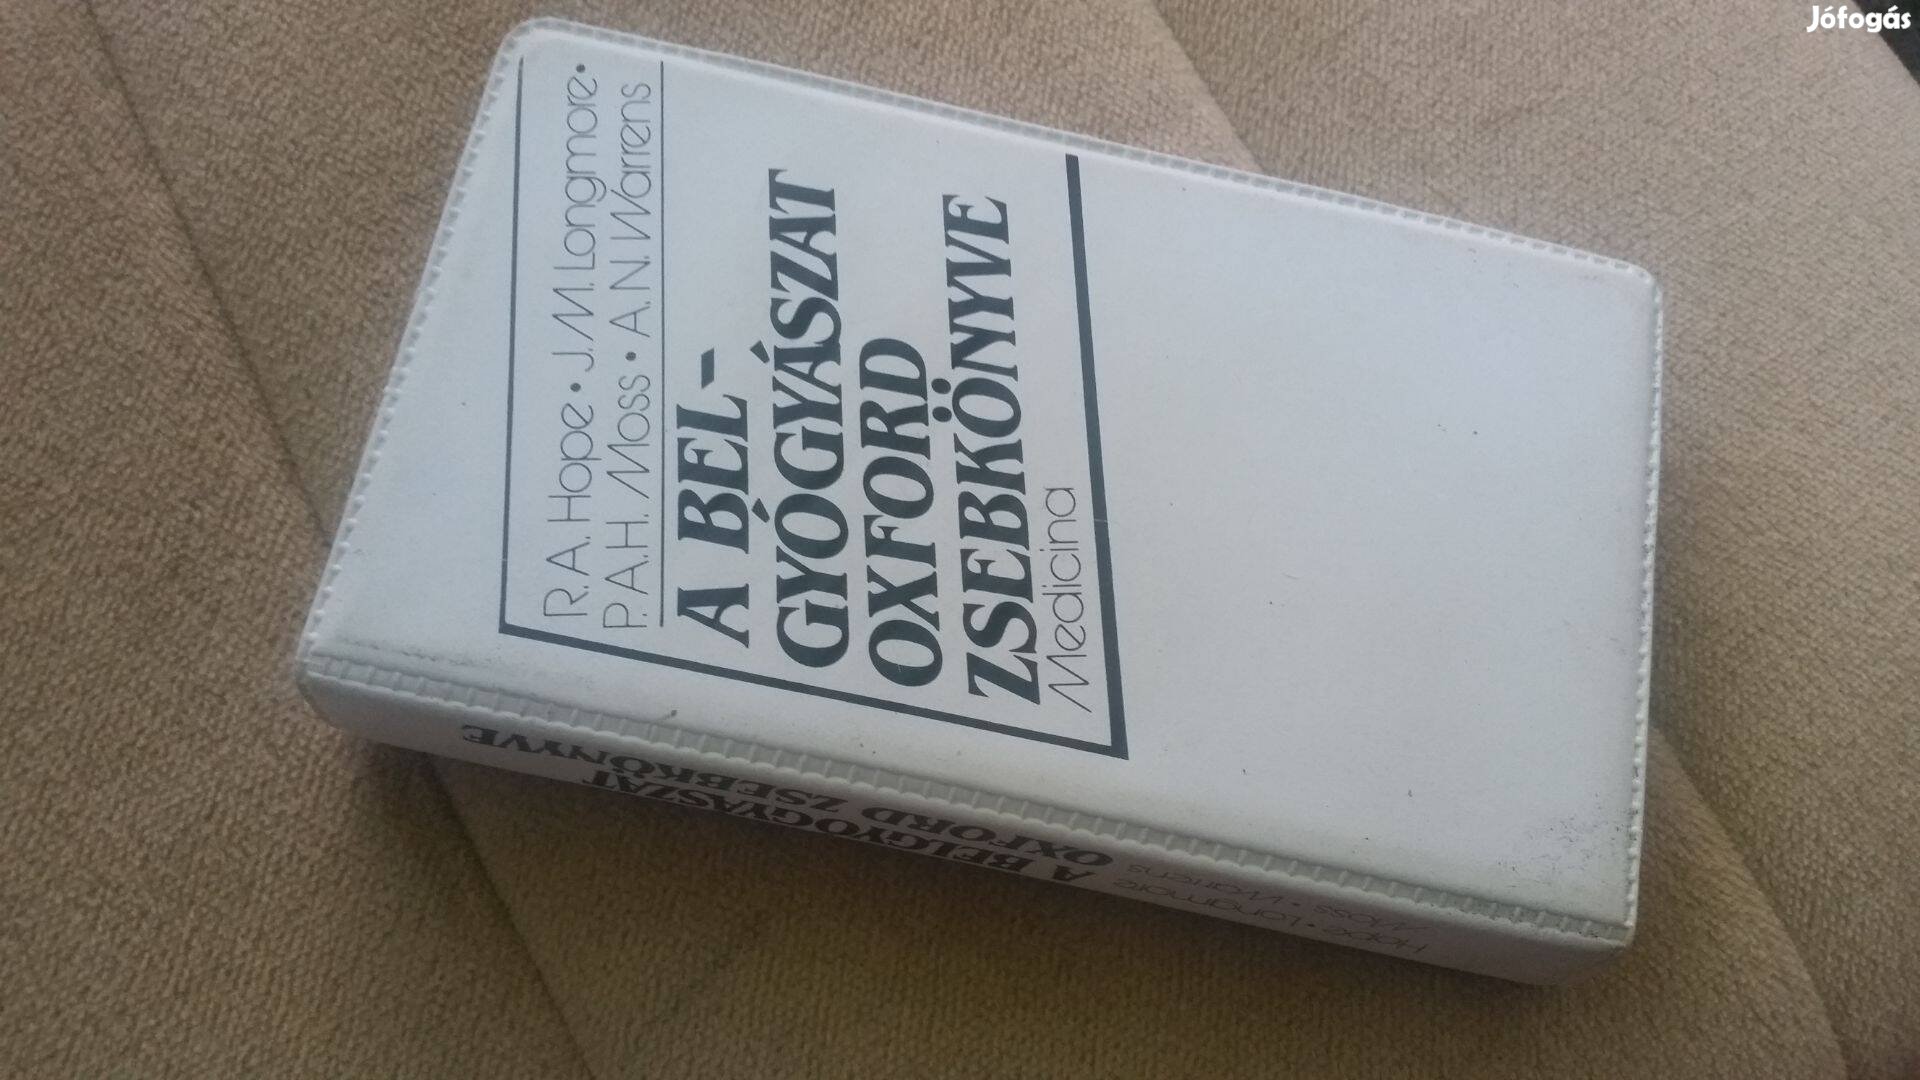 Jófogás
R.A. Hope • J.M. Longmore •
P.A.H. Moss • A.N. Warrens
A BEL-
GYÓGYÁSZAT
OXFORD
ZSEBKÖNYVE
Medicina
Hope • Longmore
Moss • Warrens
A BELGYÓGYÁSZAT
OXFORD ZSEBKÖNYVE